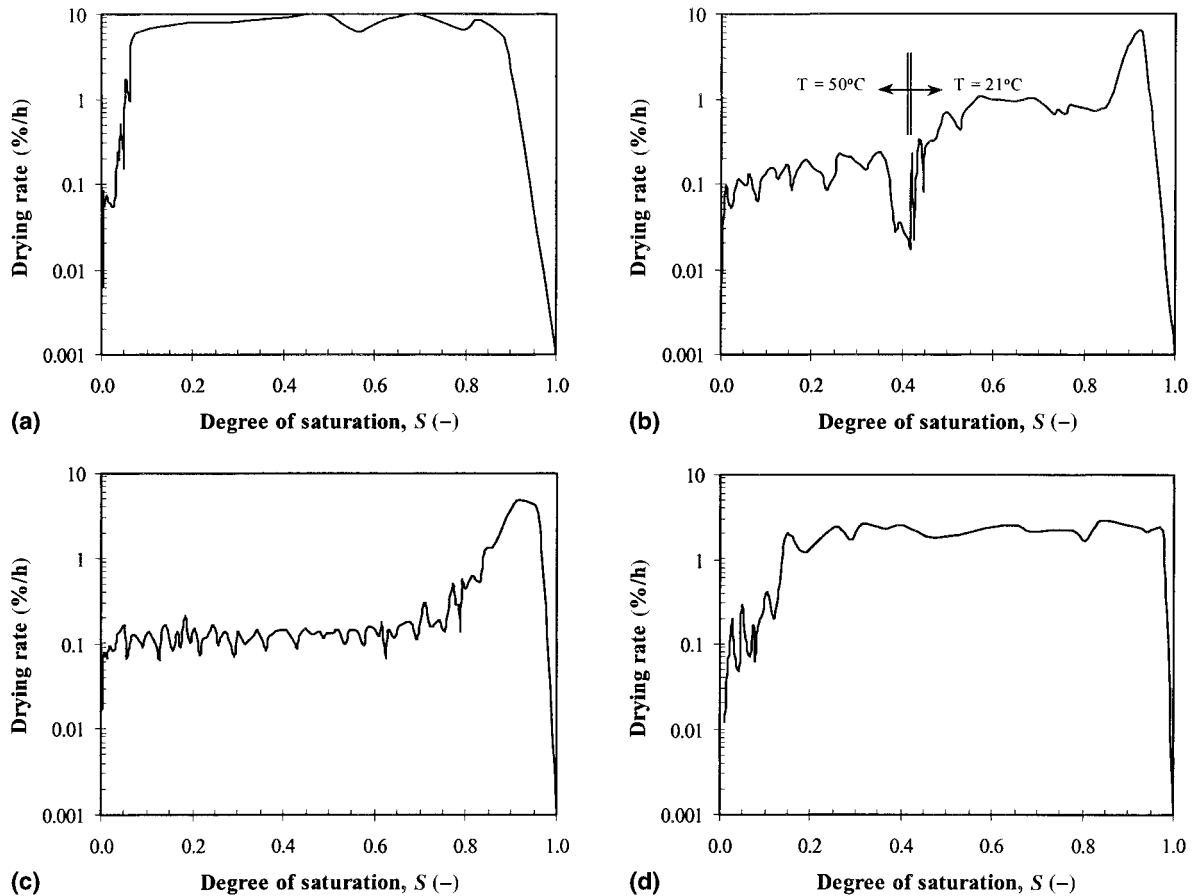 10
1
0.1
0.01
0.001
Drying rate (%/h)
0.0 0.2 0.4 0.6 0.8 1.0
(a) Degree of saturation, S (–)
10
1
0.1
0.01
0.001
Drying rate (%/h)
T = 50°C T = 21°C
0.0 0.2 0.4 0.6 0.8 1.0
(b) Degree of saturation, S (–)
10
1
0.1
0.01
0.001
Drying rate (%/h)
0.0 0.2 0.4 0.6 0.8 1.0
(c) Degree of saturation, S (–)
10
1
0.1
0.01
0.001
Drying rate (%/h)
0.0 0.2 0.4 0.6 0.8 1.0
(d) Degree of saturation, S (–)